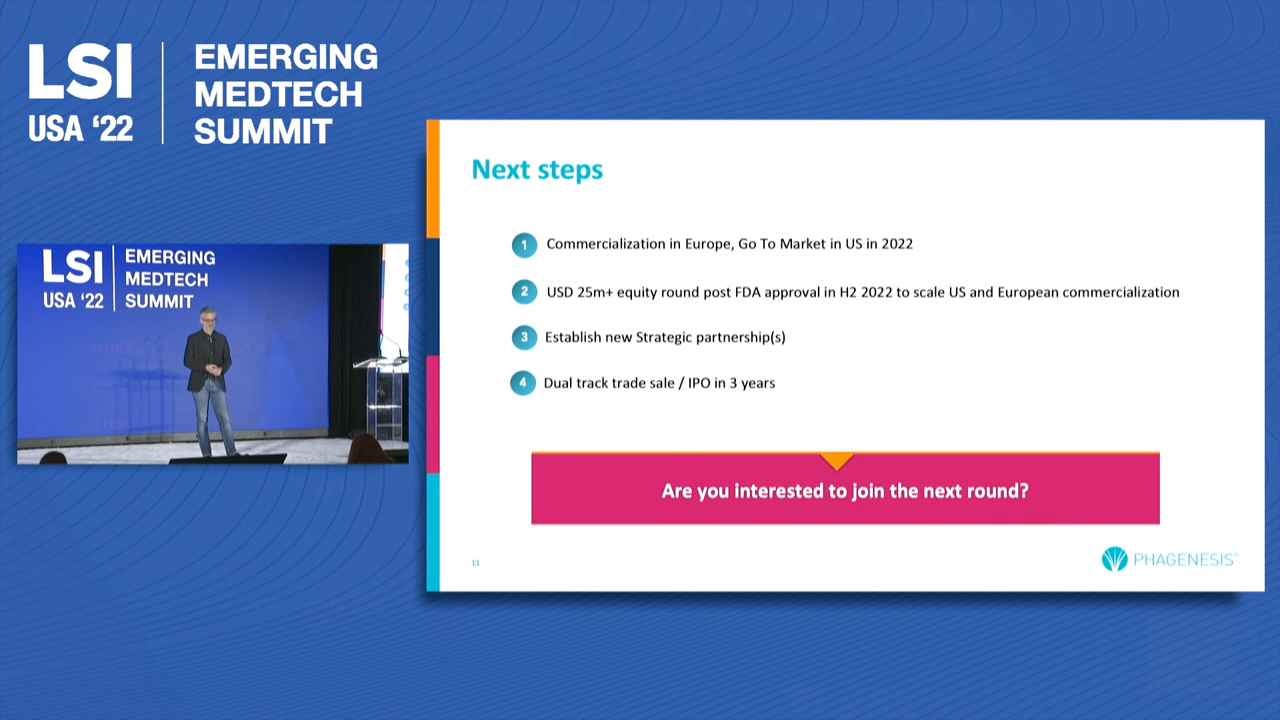 LSI
USA ‘22
EMERGING
MEDTECH
SUMMIT
LSI
USA ‘22
EMERGING
MEDTECH
SUMMIT
Next steps
1 Commercialization in Europe, Go To Market in US in 2022
2 USD 25m+ equity round post FDA approval in H2 2022 to scale US and European commercialization
3 Establish new Strategic partnership(s)
4 Dual track trade sale / IPO in 3 years
Are you interested to join the next round?
11
PHAGENESIS®